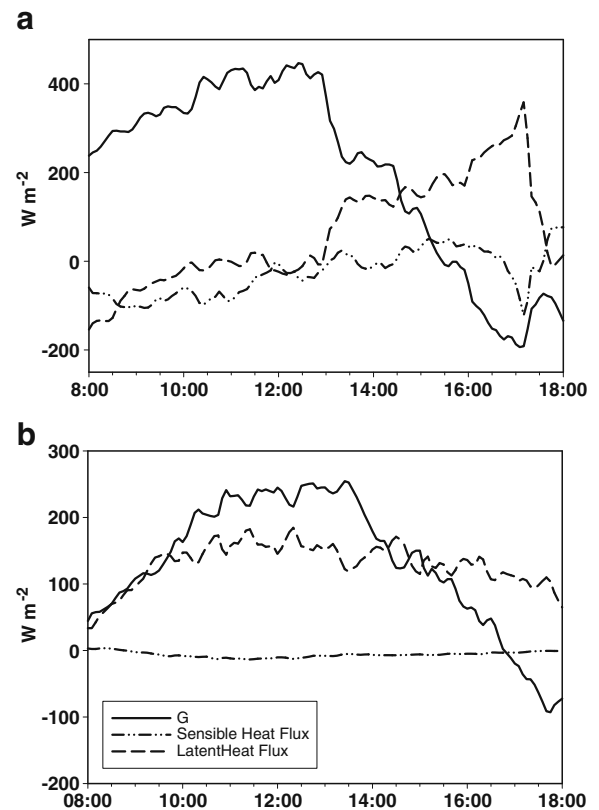 a
400
200
0
-200
W m-2
8:00 10:00 12:00 14:00 16:00 18:00
b
300
200
100
0
-100
-200
W m-2
G
Sensible Heat Flux
LatentHeat Flux
08:00 10:00 12:00 14:00 16:00 18:00